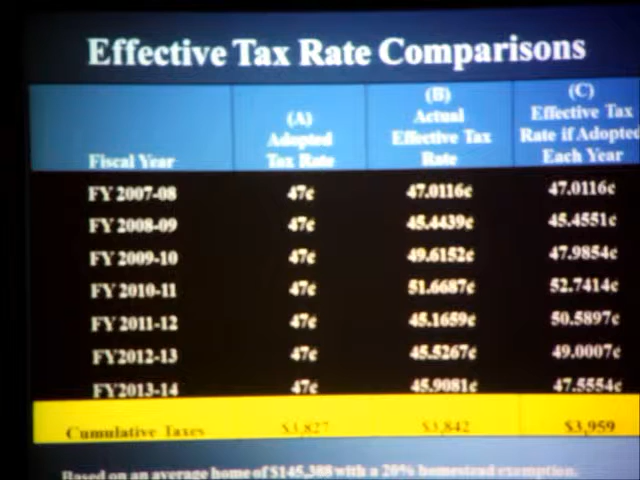 Effective Tax Rate Comparisons
Fiscal Year
(A) Adopted Tax Rate
(B) Actual Effective Tax Rate
(C) Effective Tax Rate if Adopted Each Year
FY 2007-08 47¢ 47.0116¢ 47.0116¢
FY 2008-09 47¢ 45.4439¢ 45.4551¢
FY 2009-10 47¢ 49.6152¢ 47.9854¢
FY 2010-11 47¢ 51.6687¢ 52.7414¢
FY 2011-12 47¢ 45.1659¢ 50.5897¢
FY2012-13 47¢ 45.5267¢ 49.0007¢
FY2013-14 47¢ 45.9081¢ 47.5554¢
Cumulative Taxes $3,827 $3,842 $3,959
Based on an average home of $145,388 with a 20% homestead exemption.